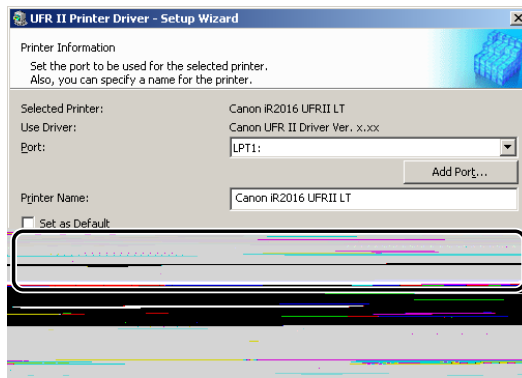 UFR II Printer Driver - Setup Wizard
Printer Information
Set the port to be used for the selected printer.
Also, you can specify a name for the printer.
Selected Printer: Canon iR2016 UFRII LT
Use Driver: Canon UFR II Driver Ver. x.xx
Port: LPT1:
Add Port...
Printer Name: Canon iR2016 UFRII LT
Set as Default